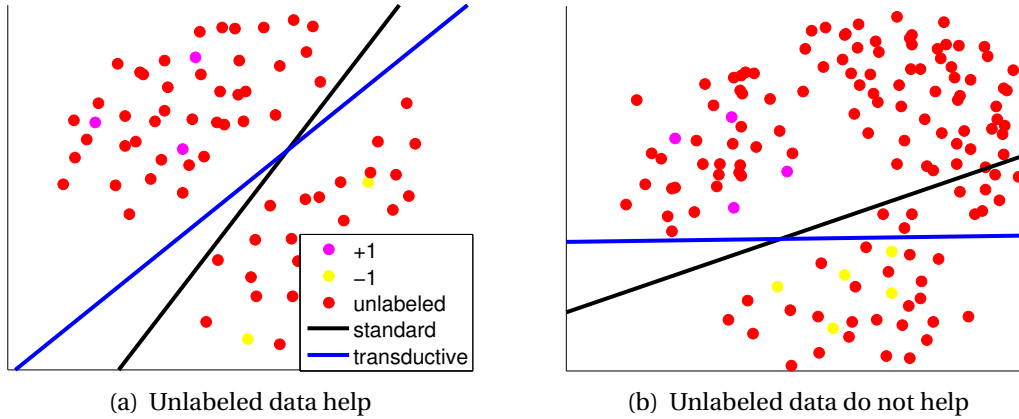 +1
−1
unlabeled
standard
transductive
(a) Unlabeled data help
(b) Unlabeled data do not help